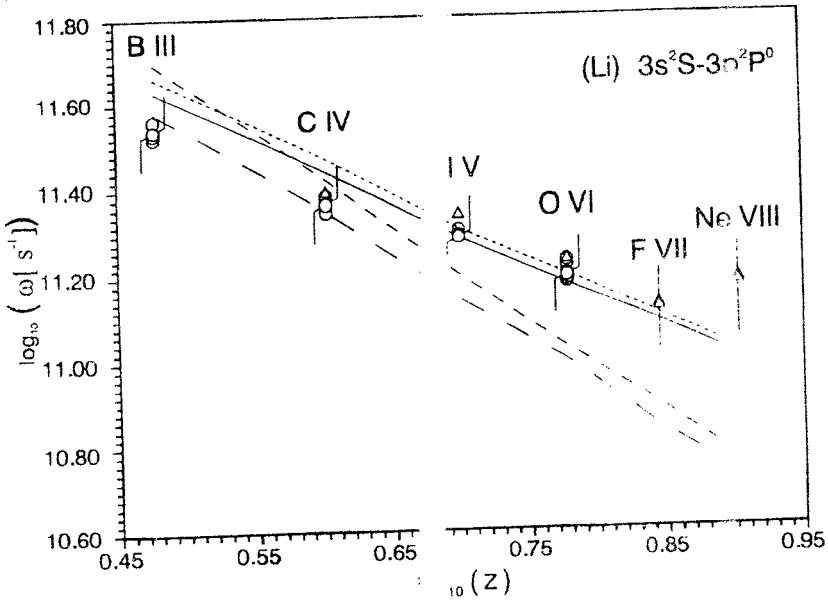 11.80
B III
(Li) 3s²S-3p²P⁰
11.60
C IV
I V
11.40
O VI
Ne VIII
F VII
11.20
log₁₀ ( ω[ s⁻¹] )
11.00
10.80
10.60
0.45
0.55
0.65
0.75
0.85
0.95
₁₀ (z)